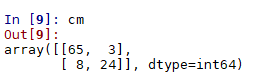 In [9]: cm
Out[9]:
array([[65,  3],
       [ 8, 24]], dtype=int64)